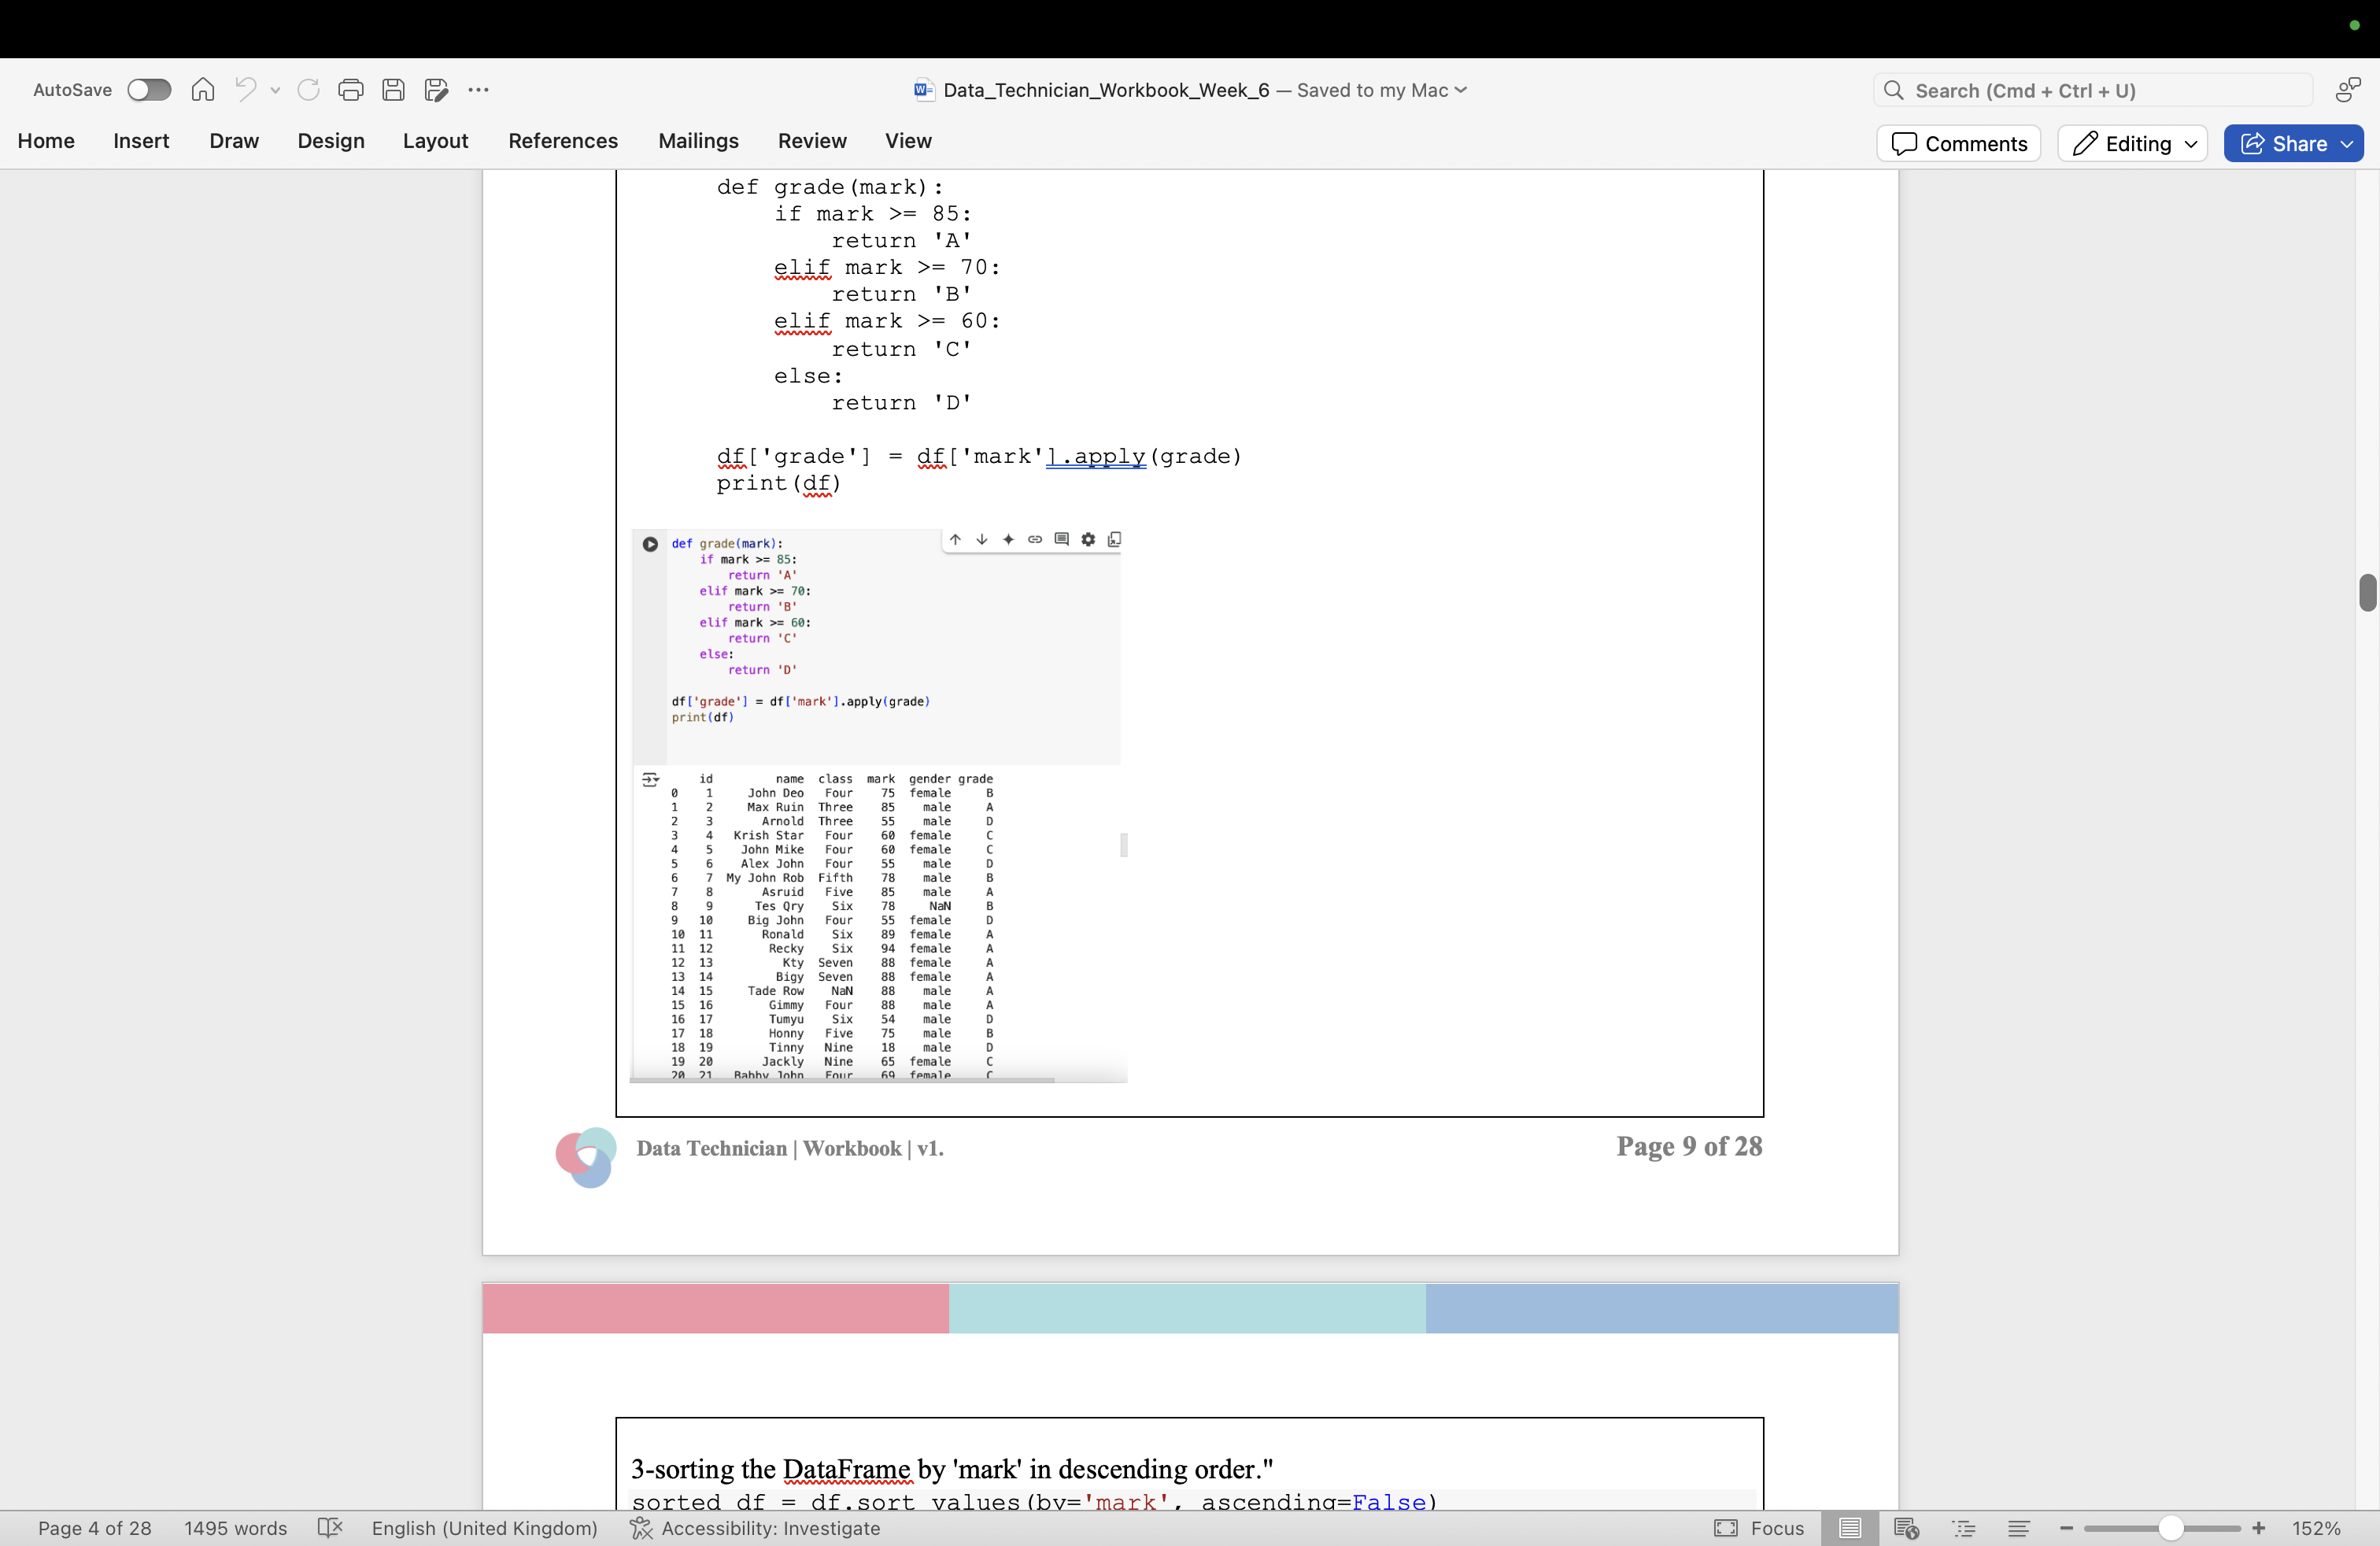 AutoSave
Data_Technician_Workbook_Week_6 — Saved to my Mac
Search (Cmd + Ctrl + U)
Home Insert Draw Design Layout References Mailings Review View
Comments Editing Share
def grade(mark):
    if mark >= 85:
        return 'A'
    elif mark >= 70:
        return 'B'
    elif mark >= 60:
        return 'C'
    else:
        return 'D'
df['grade'] = df['mark'].apply(grade)
print(df)
def grade(mark):
    if mark >= 85:
        return 'A'
    elif mark >= 70:
        return 'B'
    elif mark >= 60:
        return 'C'
    else:
        return 'D'
df['grade'] = df['mark'].apply(grade)
print(df)
id name class mark gender grade
0 1 John Deo Four 75 female B
1 2 Max Ruin Three 85 male A
2 3 Arnold Three 55 male D
3 4 Krish Star Four 60 female C
4 5 John Mike Four 60 female C
5 6 Alex John Four 55 male D
6 7 My John Rob Fifth 78 male B
7 8 Asruid Five 85 male A
8 9 Tes Qry Six 78 NaN B
9 10 Big John Four 55 female D
10 11 Ronald Six 89 female A
11 12 Recky Six 94 female A
12 13 Kty Seven 88 female A
13 14 Bigy Seven 88 female A
14 15 Tade Row NaN 88 male A
15 16 Gimmy Four 88 male A
16 17 Tumyu Six 54 male D
17 18 Honny Five 75 male B
18 19 Tinny Nine 18 male D
19 20 Jackly Nine 65 female C
20 21 Babby John Four 69 female C
Data Technician | Workbook | v1.
Page 9 of 28
3-sorting the DataFrame by 'mark' in descending order."
sorted_df = df.sort_values(by='mark', ascending=False)
Page 4 of 28 1495 words English (United Kingdom) Accessibility: Investigate Focus 152%